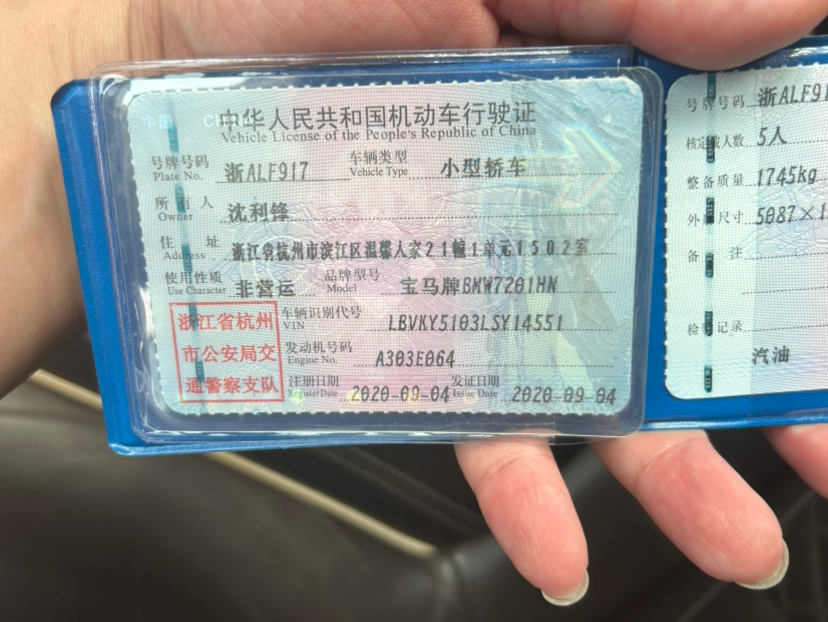 中华人民共和国机动车行驶证
Vehicle License of the People's Republic of China
号牌号码 浙ALF917 车辆类型 小型轿车
Plate No. Vehicle Type
所有人 沈利锋
Owner
住址 浙江省杭州市滨江区温馨人家21幢1单元1502室
Address
使用性质 非营运 品牌型号 宝马牌BMW7201HN
Use Character Model
浙江省杭州
市公安局交
通警察支队
车辆识别代号 LBVKY5103LSY14551
VIN
发动机号码 A303E064
Engine No.
注册日期 2020-09-04 发证日期 2020-09-04
Register Date Issue Date
号牌号码 浙ALF91
核定载人数 5人
整备质量 1745kg
外廓尺寸 5087×1
备注
检验记录
汽油